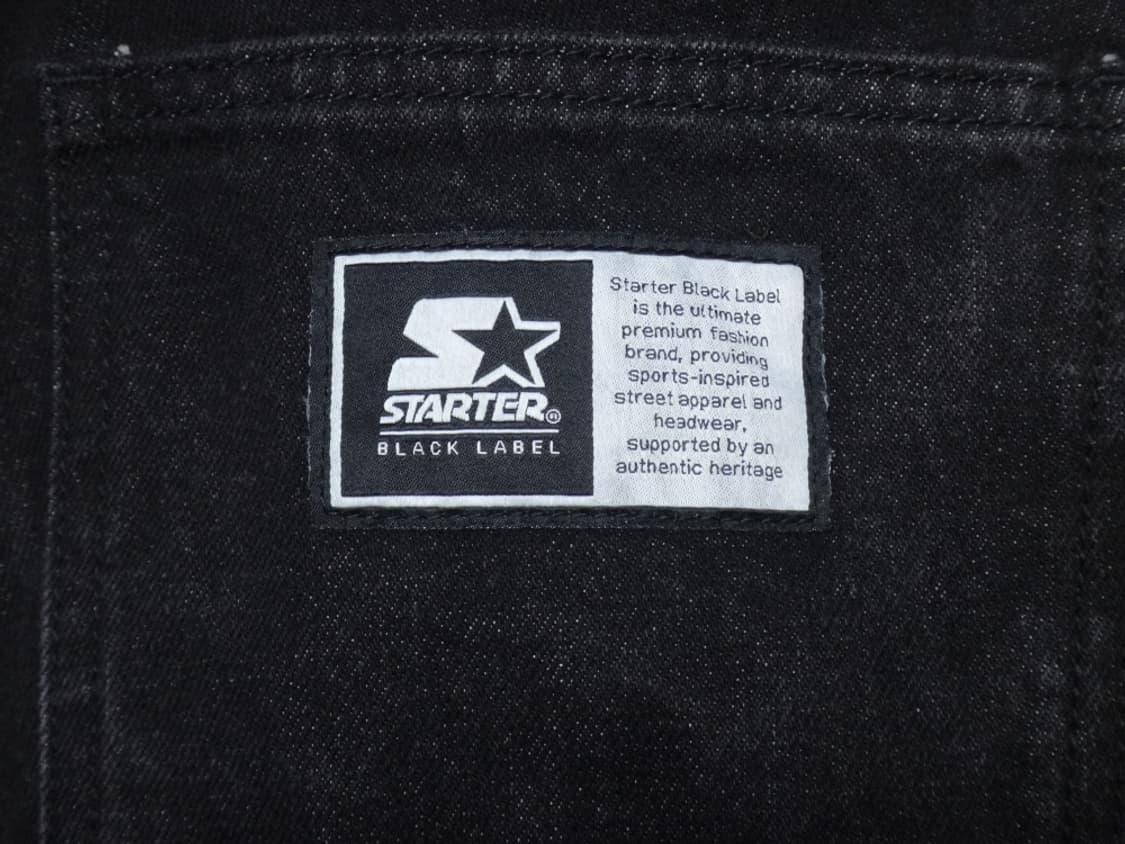 STARTER®
BLACK LABEL
Starter Black Label
is the ultimate
premium fashion
brand, providing
sports-inspired
street apparel and
headwear,
supported by an
authentic heritage